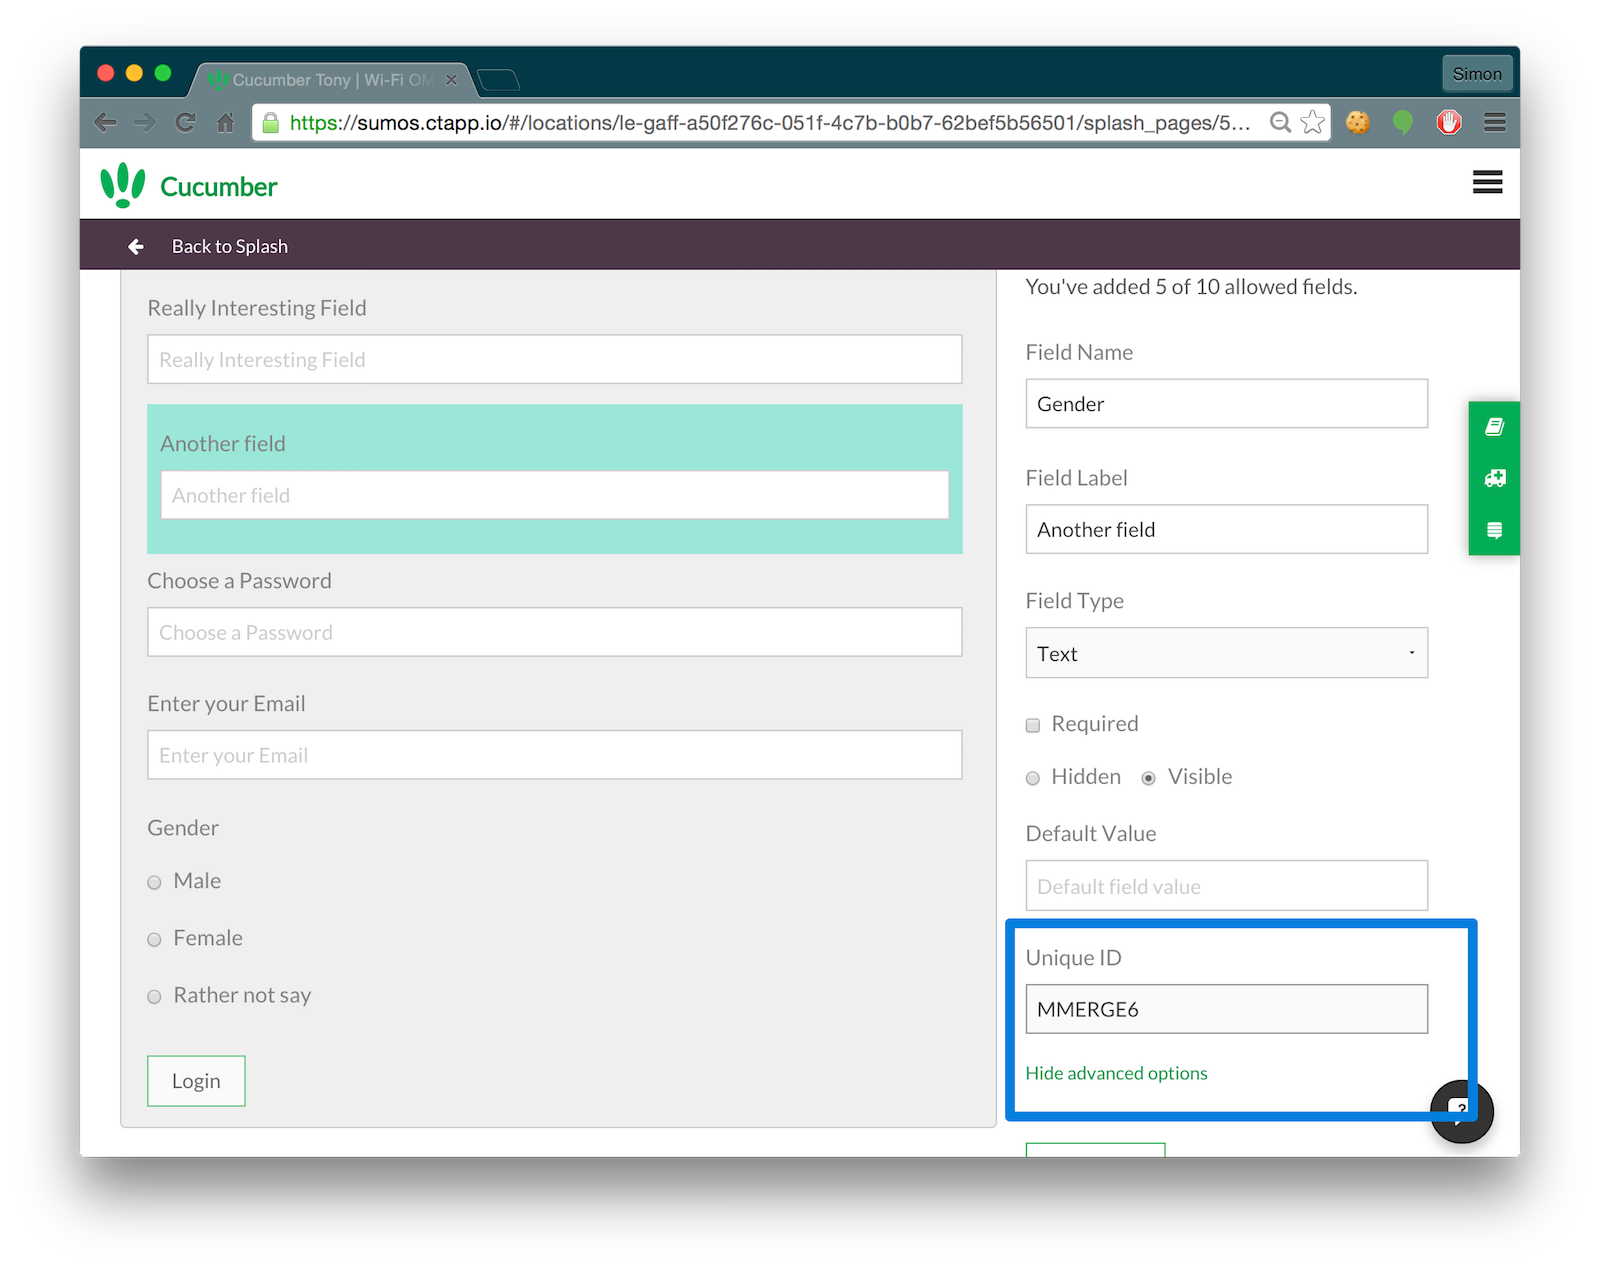 Cucumber Tony | Wi-Fi OM
Simon
https://sumos.ctapp.io/#/locations/le-gaff-a50f276c-051f-4c7b-b0b7-62bef5b56501/splash_pages/5...
Cucumber
Back to Splash
Really Interesting Field
Really Interesting Field
Another field
Another field
Choose a Password
Choose a Password
Enter your Email
Enter your Email
Gender
Male
Female
Rather not say
Login
You've added 5 of 10 allowed fields.
Field Name
Gender
Field Label
Another field
Field Type
Text
Required
Hidden Visible
Default Value
Default field value
Unique ID
MMERGE6
Hide advanced options
?